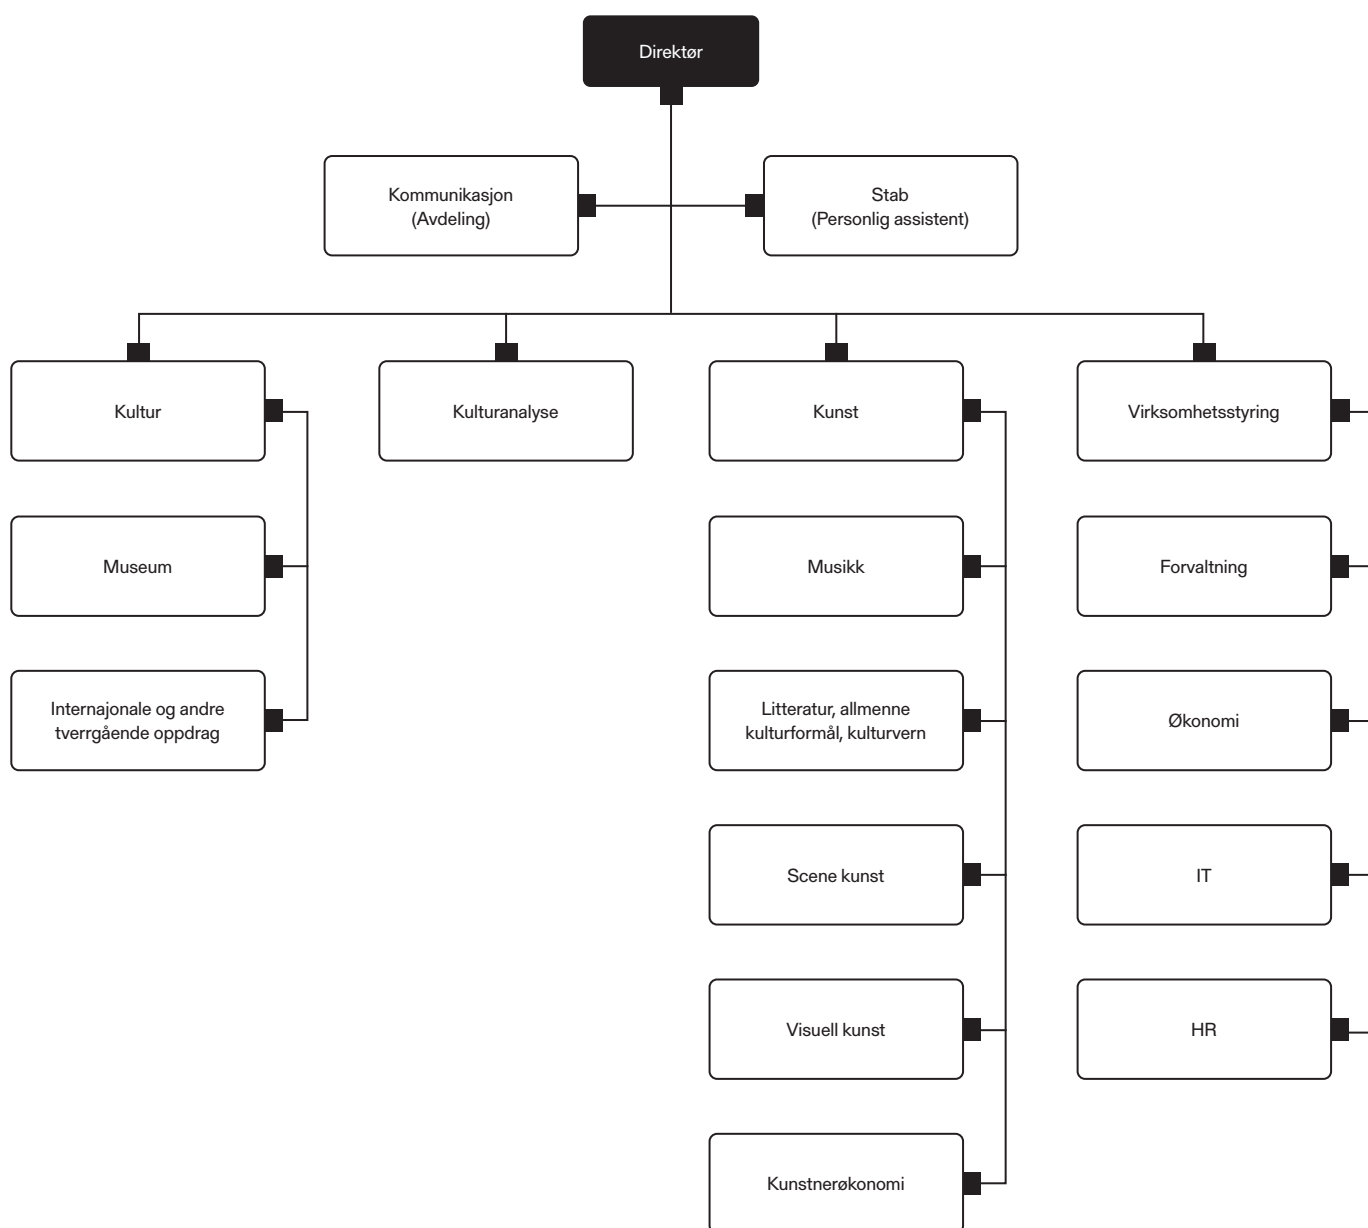 Direktør
Kommunikasjon
(Avdeling)
Stab
(Personlig assistent)
Kultur
Kulturanalyse
Kunst
Virksomhetsstyring
Museum
Musikk
Forvaltning
Internajonale og andre
tverrgående oppdrag
Litteratur, allmenne
kulturformål, kulturvern
Økonomi
Scene kunst
IT
Visuell kunst
HR
Kunstnerøkonomi